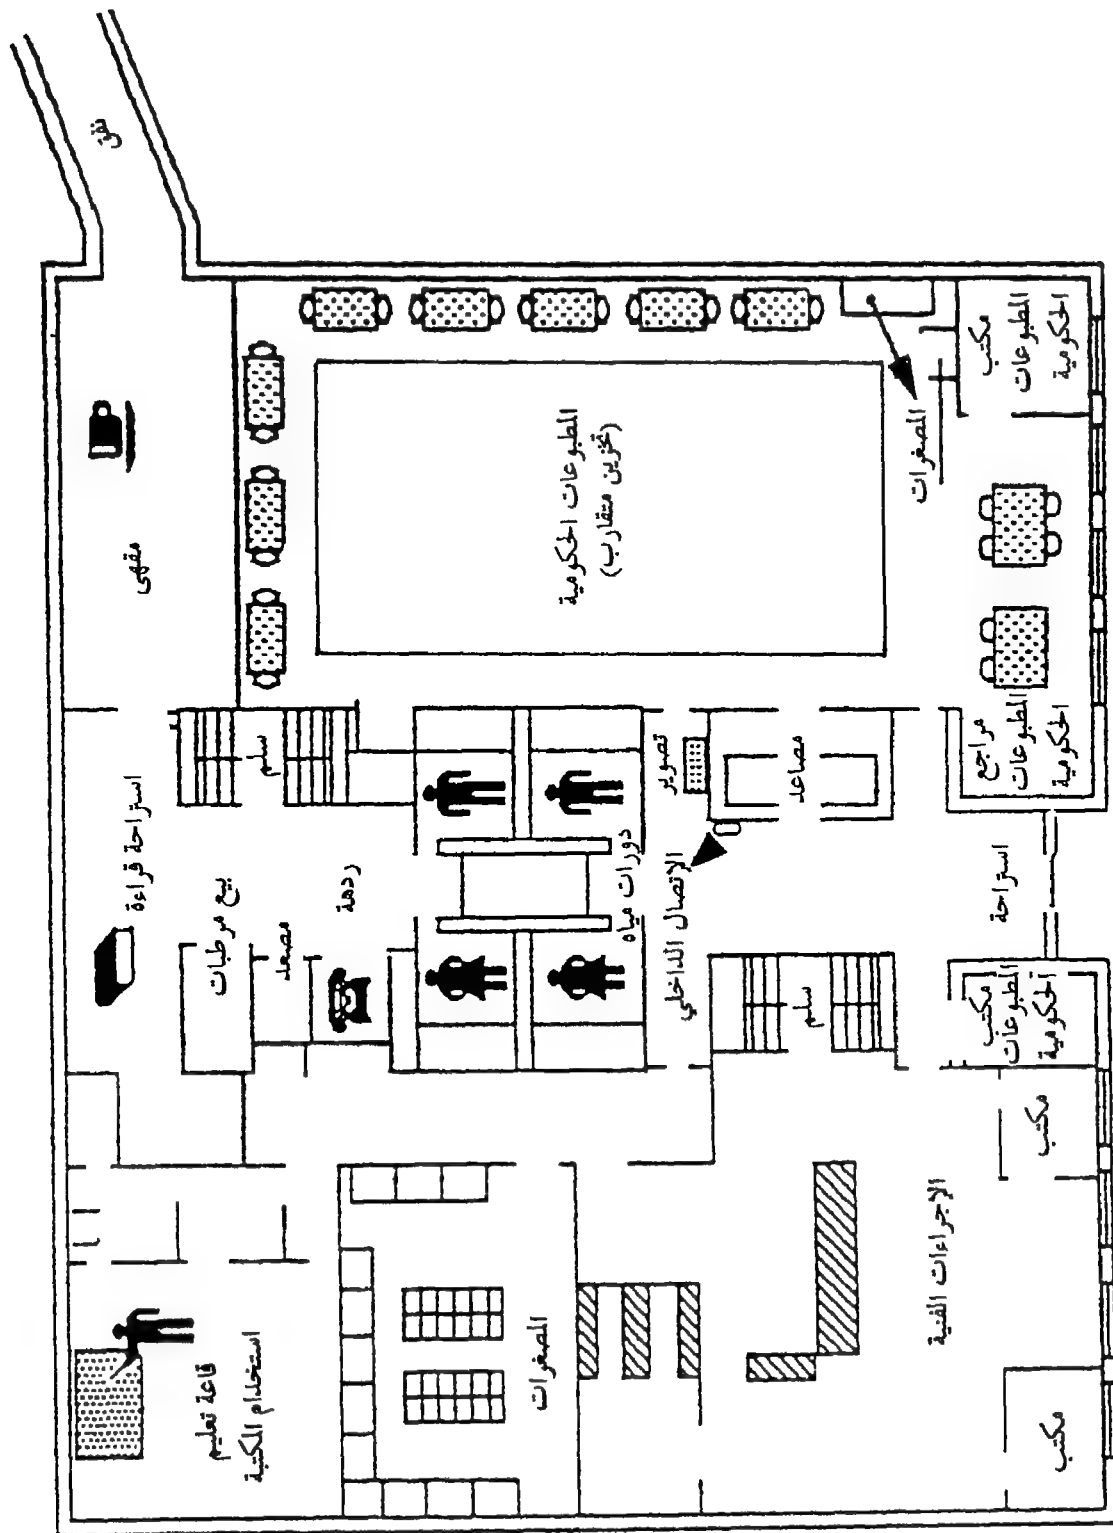 نفق
مقهى
المطبوعات الحكومية
(تخزين متقارب)
المصغرات
مكتب
المطبوعات
الحكومية
استراحة قراءة
سلم
بيع مرطبات
مصعد
ردهة
دورات مياه
الاتصال الداخلي
تصوير
مصاعد
مراجع
المطبوعات
الحكومية
استراحة
سلم
مكتب
المطبوعات
الحكومية
مكتب
قاعة تعليم
استخدام المكتبة
المصغرات
الاجراءات الفنية
مكتب